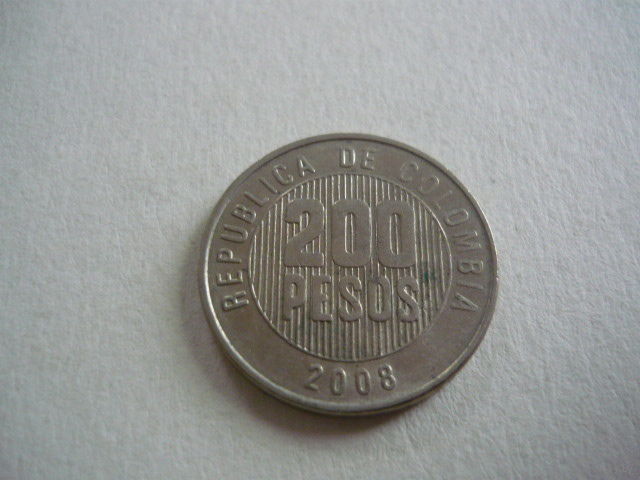 REPUBLICA DE COLOMBIA
200
PESOS
2008